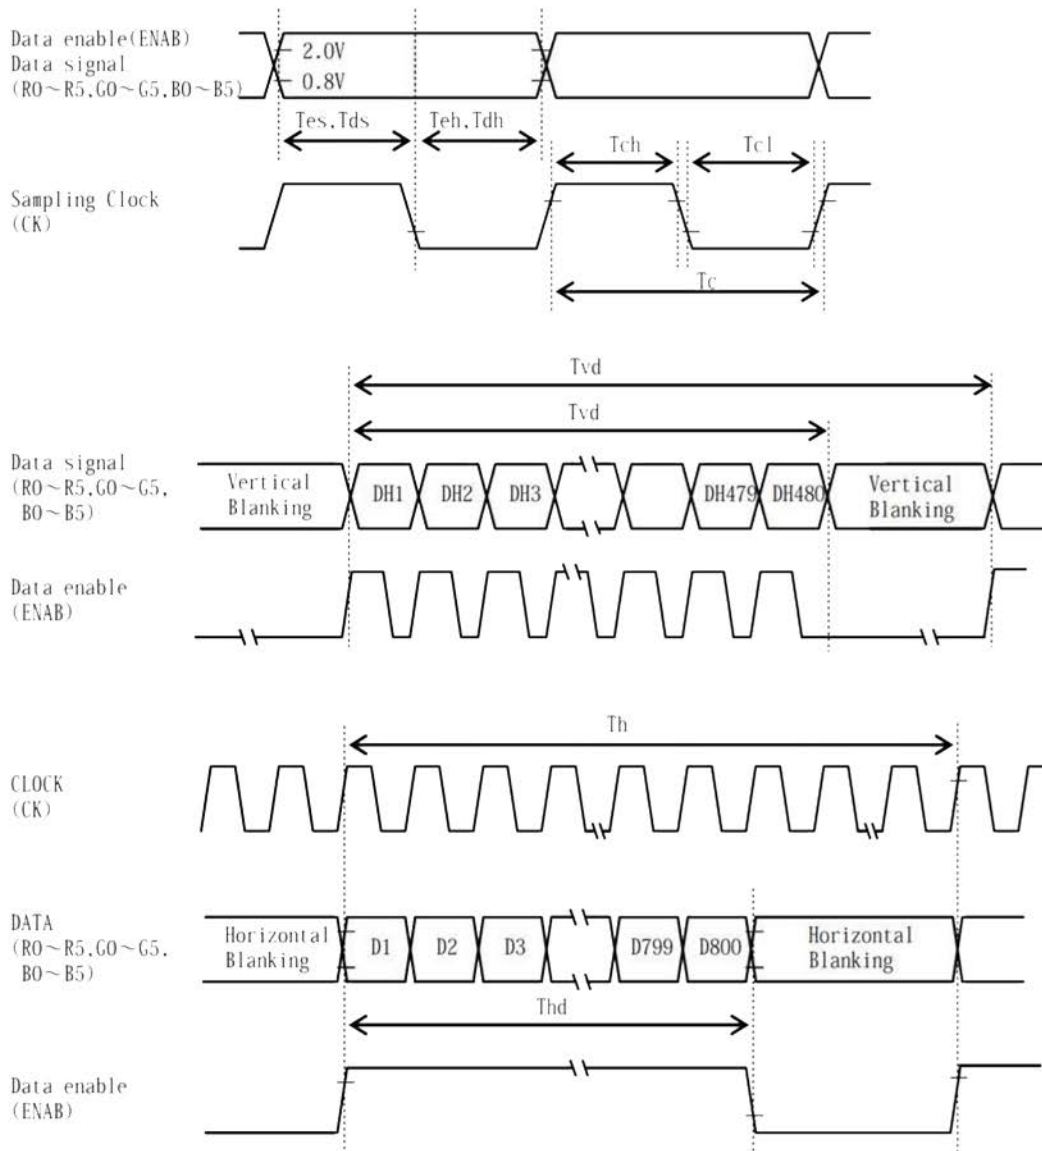 Data enable(ENAB)
Data signal
(R0～R5,G0～G5,B0～B5)
2.0V
0.8V
Tes,Tds
Teh,Tdh
Tch
Tcl
Sampling Clock
(CK)
Tc
Tvd
Tvd
Data signal
(R0～R5,G0～G5,
B0～B5)
Vertical
Blanking
DH1
DH2
DH3
DH479
DH480
Vertical
Blanking
Data enable
(ENAB)
Th
CLOCK
(CK)
DATA
(R0～R5,G0～G5,
B0～B5)
Horizontal
Blanking
D1
D2
D3
D799
D800
Horizontal
Blanking
Thd
Data enable
(ENAB)